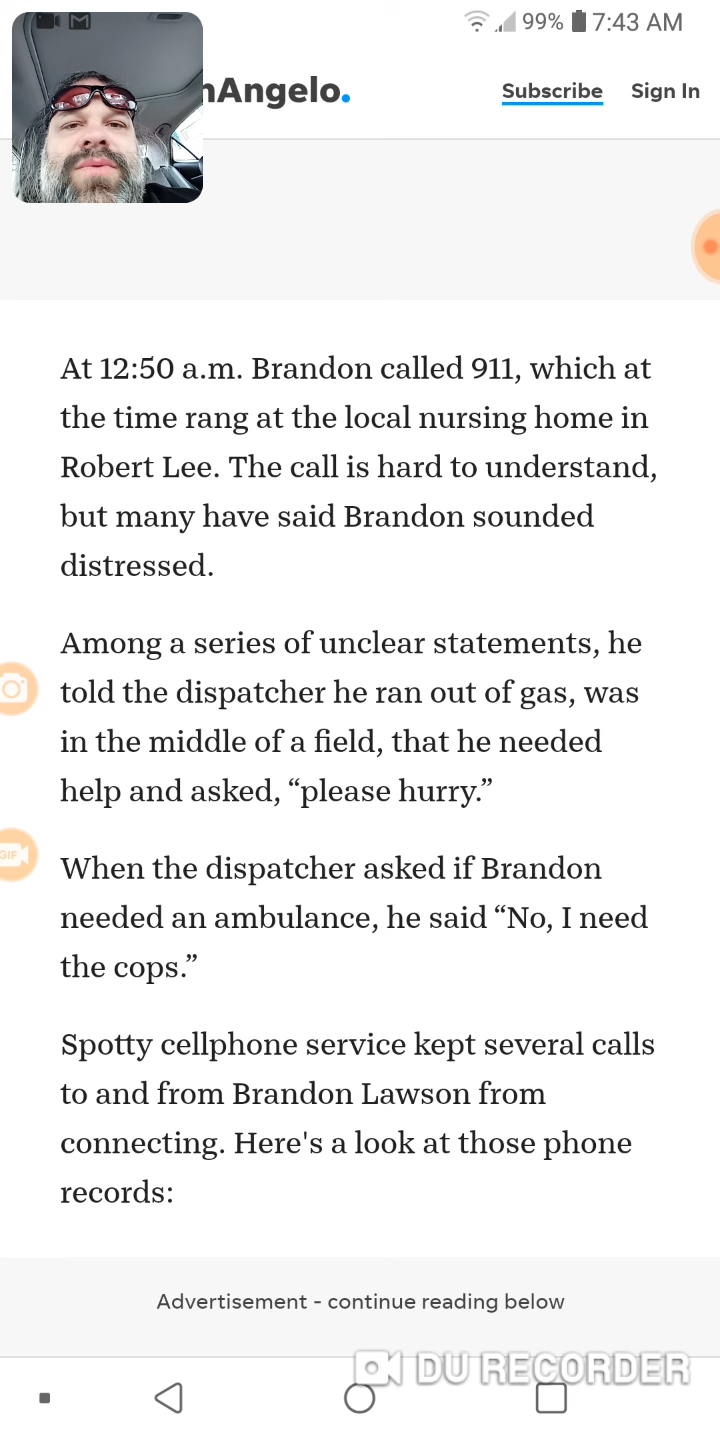 99% 7:43 AM
nAngelo.
Subscribe Sign In
At 12:50 a.m. Brandon called 911, which at
the time rang at the local nursing home in
Robert Lee. The call is hard to understand,
but many have said Brandon sounded
distressed.
Among a series of unclear statements, he
told the dispatcher he ran out of gas, was
in the middle of a field, that he needed
help and asked, “please hurry.”
When the dispatcher asked if Brandon
needed an ambulance, he said “No, I need
the cops.”
Spotty cellphone service kept several calls
to and from Brandon Lawson from
connecting. Here's a look at those phone
records:
GIF
Advertisement - continue reading below
DU RECORDER